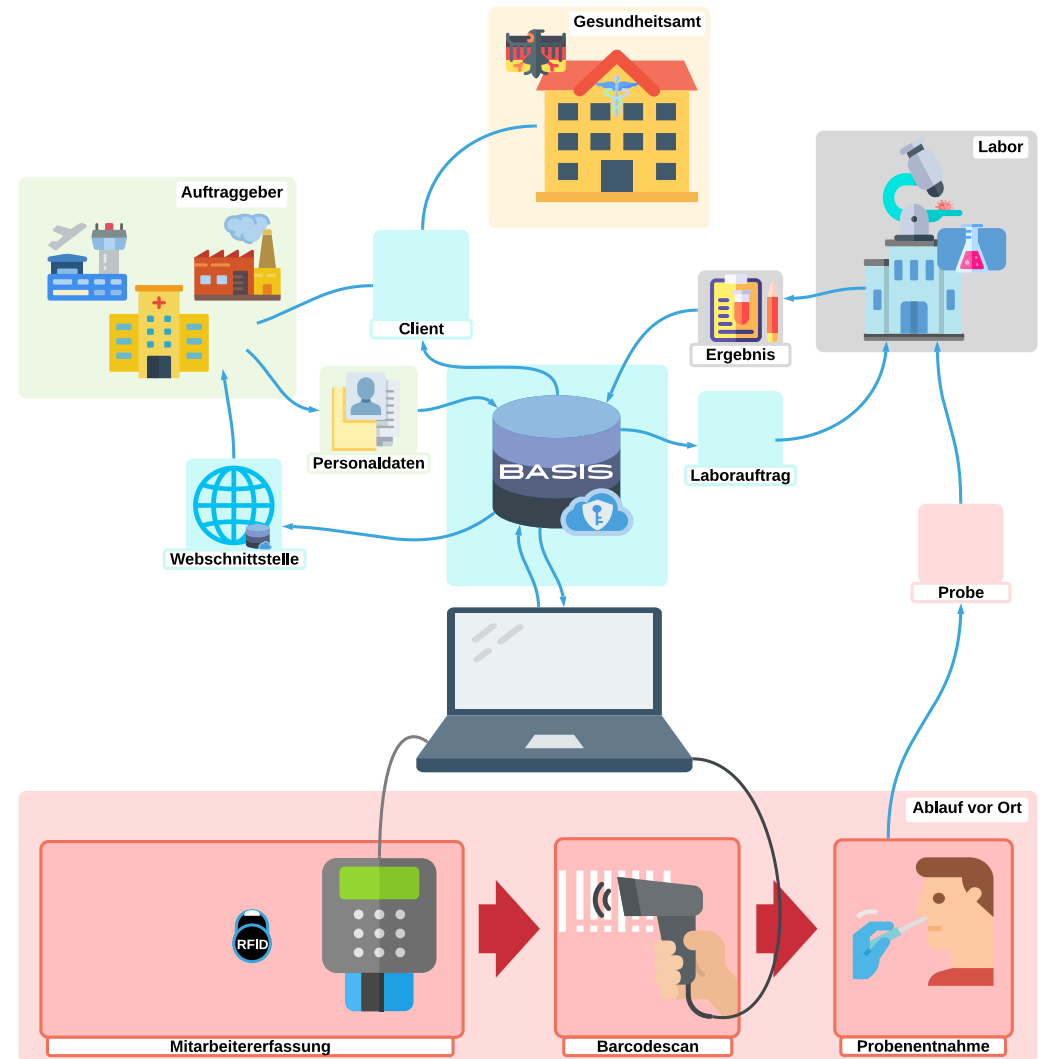 Gesundheitsamt
Labor
Auftraggeber
Client
Ergebnis
Personaldaten
BASIS
Laborauftrag
Webschnittstelle
Probe
Ablauf vor Ort
RFID
Mitarbeitererfassung
Barcodescan
Probenentnahme